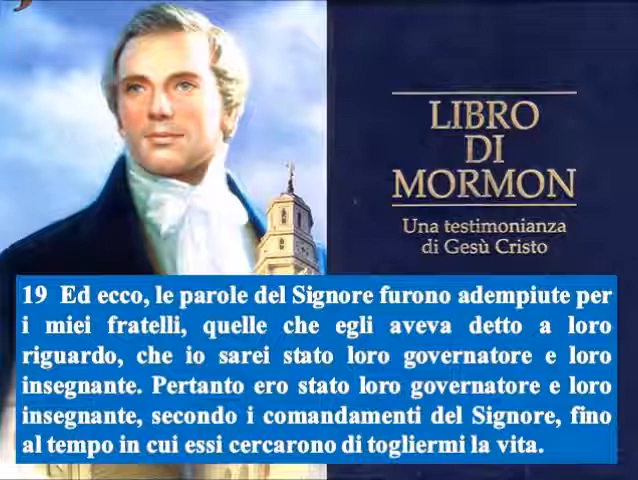 LIBRO
DI
MORMON
Una testimonianza
di Gesù Cristo
19 Ed ecco, le parole del Signore furono adempiute per
i miei fratelli, quelle che egli aveva detto a loro
riguardo, che io sarei stato loro governatore e loro
insegnante. Pertanto ero stato loro governatore e loro
insegnante, secondo i comandamenti del Signore, fino
al tempo in cui essi cercarono di togliermi la vita.